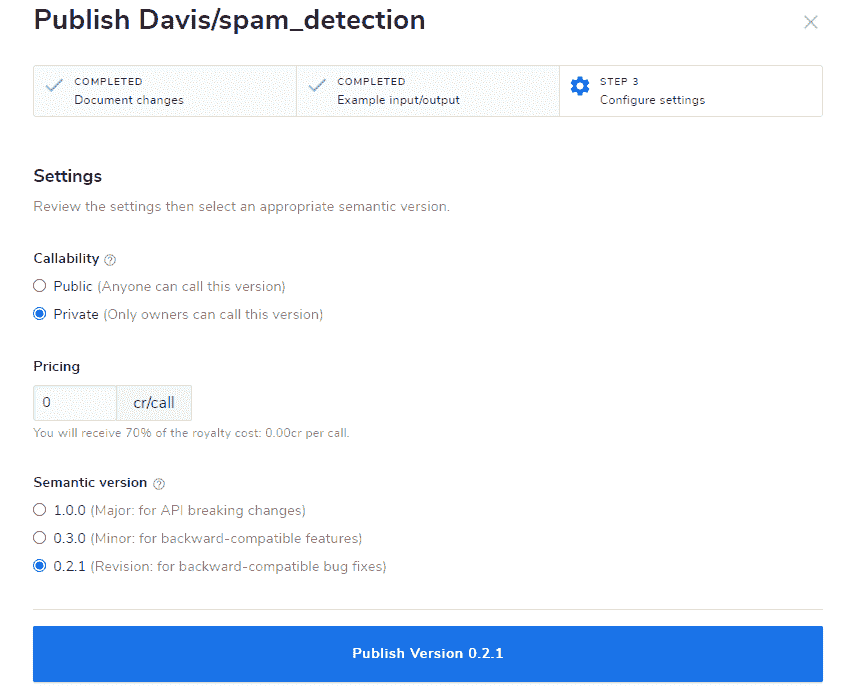 Publish Davis/spam_detection
COMPLETED
Document changes
COMPLETED
Example input/output
STEP 3
Configure settings
Settings
Review the settings then select an appropriate semantic version.
Callability ?
Public (Anyone can call this version)
Private (Only owners can call this version)
Pricing
0 cr/call
You will receive 70% of the royalty cost: 0.00cr per call.
Semantic version ?
1.0.0 (Major: for API breaking changes)
0.3.0 (Minor: for backward-compatible features)
0.2.1 (Revision: for backward-compatible bug fixes)
Publish Version 0.2.1